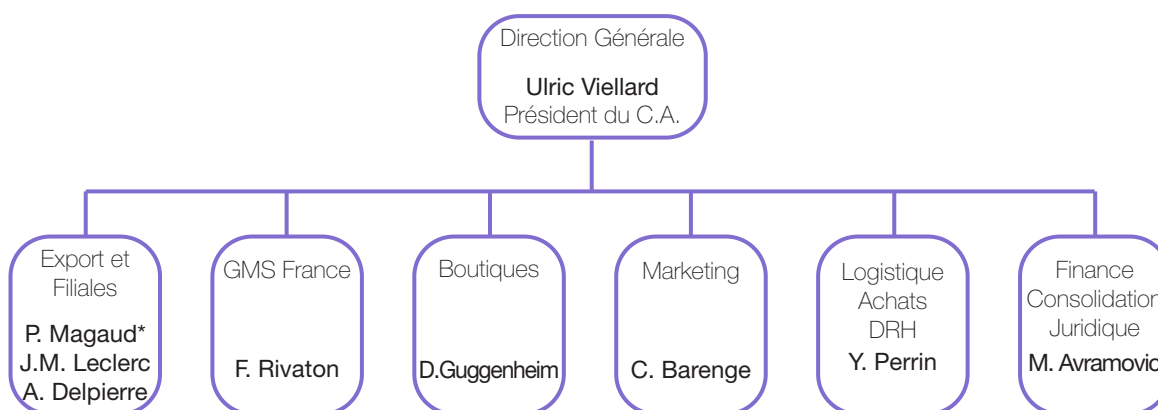 Direction Générale
Ulric Viellard
Président du C.A.
Export et
Filiales
P. Magaud*
J.M. Leclerc
A. Delpierre
GMS France
F. Rivaton
Boutiques
D.Guggenheim
Marketing
C. Barenge
Logistique
Achats
DRH
Y. Perrin
Finance
Consolidation
Juridique
M. Avramovic